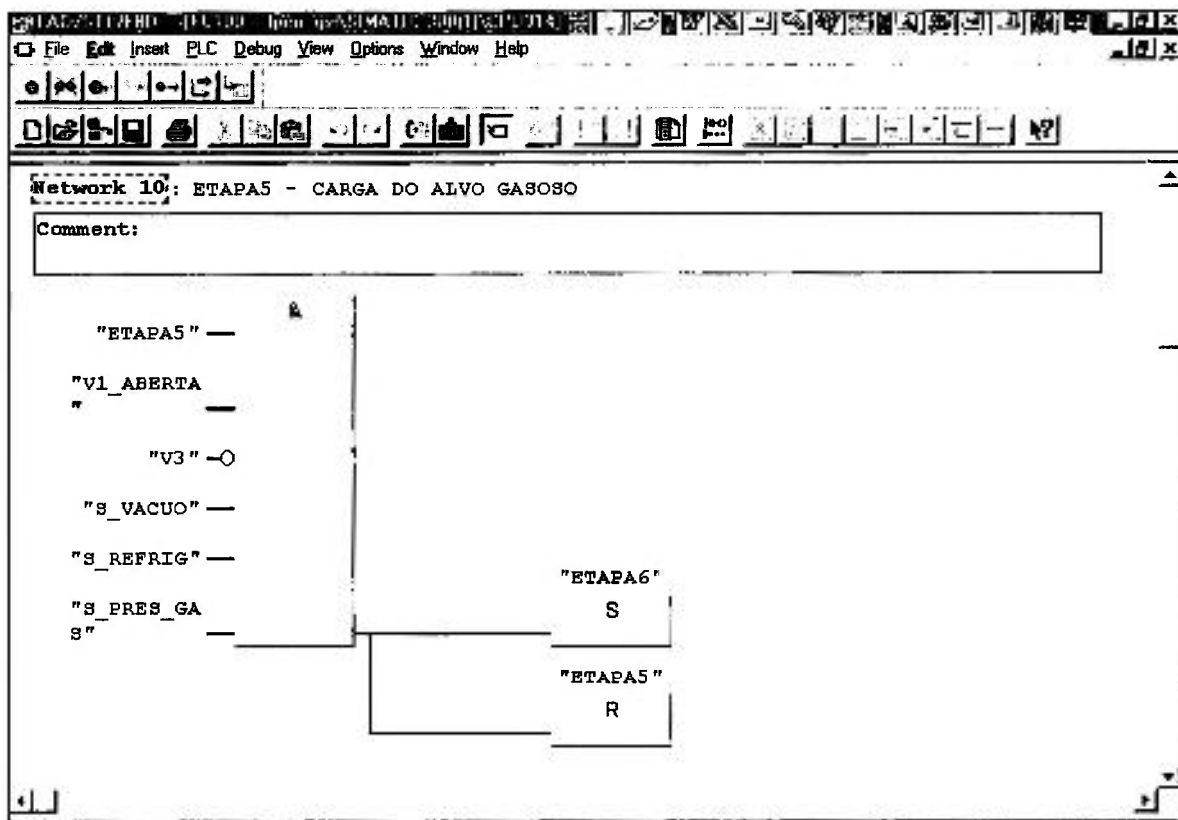 File Edit Insert PLC Debug View Options Window Help
Network 10: ETAPA5 - CARGA DO ALVO GASOSO
Comment:
&
"ETAPA5"
"V1_ABERTA
"
"V3"
"S_VACUO"
"S_REFRIG"
"S_PRES_GA
S"
"ETAPA6"
S
"ETAPA5"
R